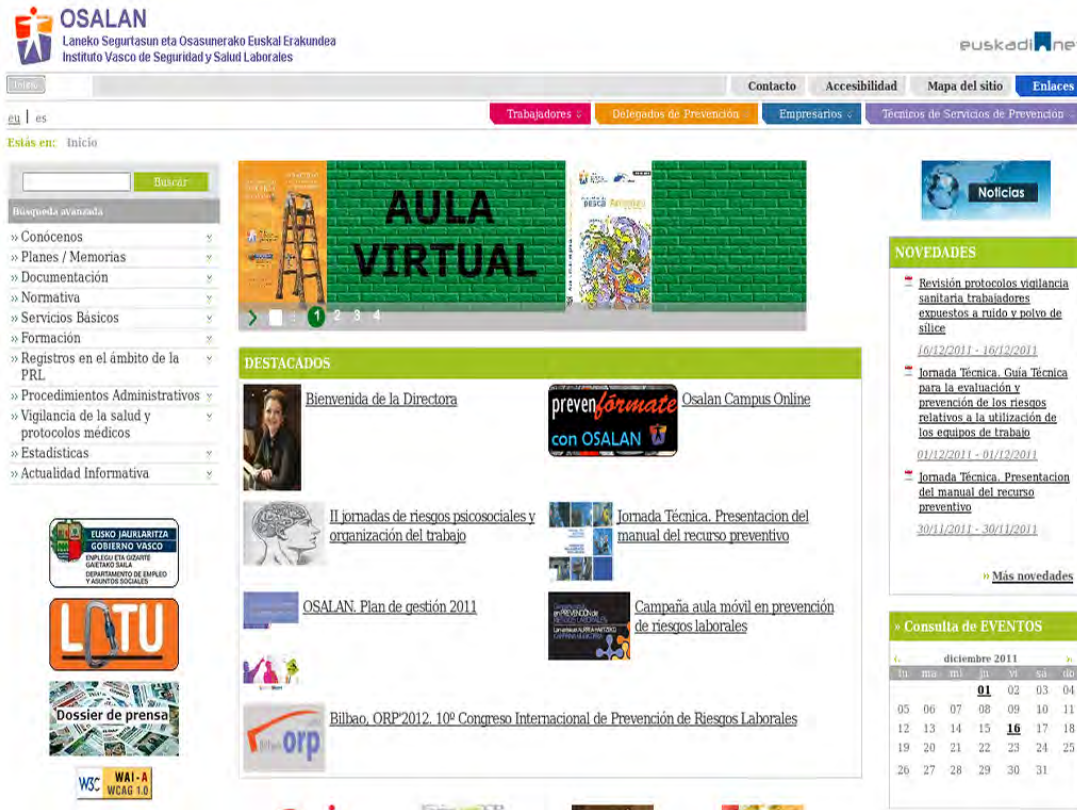 OSALAN
Laneko Segurtasun eta Osasunerako Euskal Erakundea
Instituto Vasco de Seguridad y Salud Laborales
euskadi net
Inicio
Contacto
Accesibilidad
Mapa del sitio
Enlaces
eu | es
Trabajadores
Delegados de Prevención
Empresarios
Técnicos de Servicios de Prevención
Estás en: Inicio
Buscar
Búsqueda avanzada
» Conócenos
» Planes / Memorias
» Documentación
» Normativa
» Servicios Básicos
» Formación
» Registros en el ámbito de la
PRL
» Procedimientos Administrativos
» Vigilancia de la salud y
protocolos médicos
» Estadísticas
» Actualidad Informativa
EUSKO JAURLARITZA
GOBIERNO VASCO
ENPLEGU ETA GIZARTE
GAIETAKO SAILA
DEPARTAMENTO DE EMPLEO
Y ASUNTOS SOCIALES
LOTU
Dossier de prensa
W3C WAI-A
WCAG 1.0
AULA
VIRTUAL
1 2 3 4
DESTACADOS
Bienvenida de la Directora
prevenfórmate
con OSALAN
Osalan Campus Online
II jornadas de riesgos psicosociales y
organización del trabajo
Jornada Técnica. Presentacion del
manual del recurso preventivo
OSALAN. Plan de gestión 2011
Campaña aula móvil en prevención
de riesgos laborales
Bilbao orp
Bilbao, ORP'2012. 10º Congreso Internacional de Prevención de Riesgos Laborales
Noticias
NOVEDADES
Revisión protocolos vigilancia
sanitaria trabajadores
expuestos a ruido y polvo de
sílice
16/12/2011 - 16/12/2011
Jornada Técnica. Guía Técnica
para la evaluación y
prevención de los riesgos
relativos a la utilización de
los equipos de trabajo
01/12/2011 - 01/12/2011
Jornada Técnica. Presentacion
del manual del recurso
preventivo
30/11/2011 - 30/11/2011
» Más novedades
» Consulta de EVENTOS
diciembre 2011
lu ma mi ju vi sá do
01 02 03 04
05 06 07 08 09 10 11
12 13 14 15 16 17 18
19 20 21 22 23 24 25
26 27 28 29 30 31